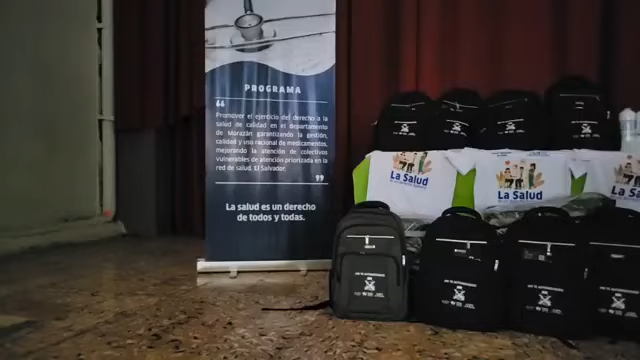 PROGRAMA
“
Promover el ejercicio del derecho a la
salud de calidad en el departamento
de Morazán garantizando la gestión,
calidad y uso racional de medicamentos,
mejorando la atención de colectivos
vulnerables de atención priorizada en la
red de salud. El Salvador.
”
La salud es un derecho
de todos y todas.
La Salud
La Salud
La Salud